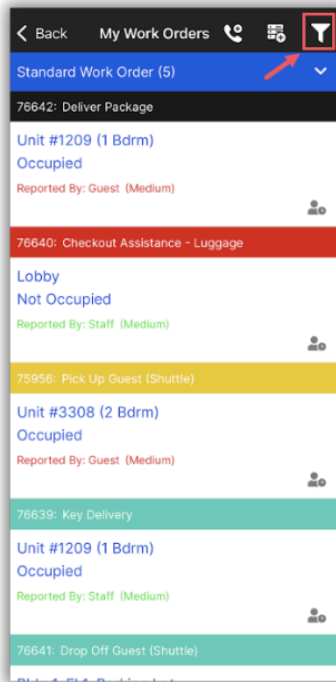 Back My Work Orders
Standard Work Order (5)
76642: Deliver Package
Unit #1209 (1 Bdrm)
Occupied
Reported By: Guest (Medium)
76640: Checkout Assistance - Luggage
Lobby
Not Occupied
Reported By: Staff (Medium)
75956: Pick Up Guest (Shuttle)
Unit #3308 (2 Bdrm)
Occupied
Reported By: Guest (Medium)
76639: Key Delivery
Unit #1209 (1 Bdrm)
Occupied
Reported By: Staff (Medium)
76641: Drop Off Guest (Shuttle)